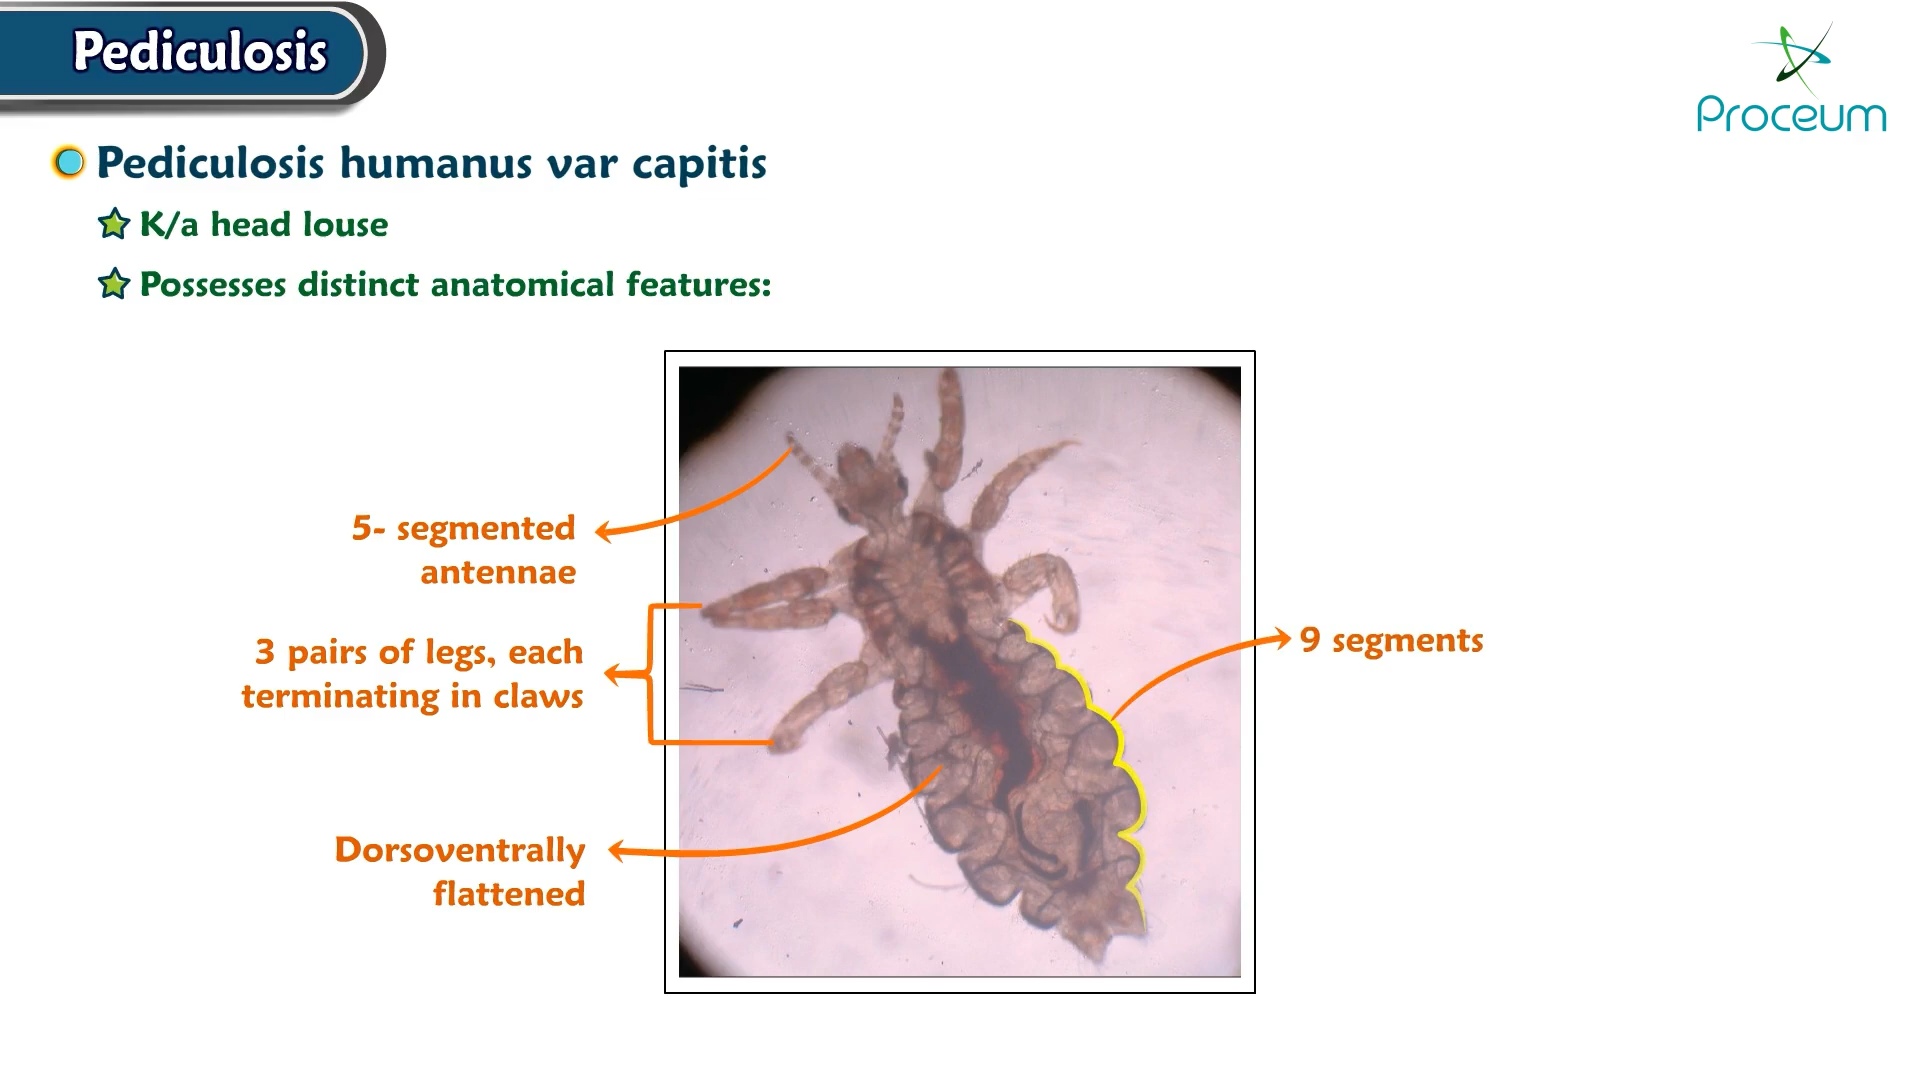 Pediculosis
Proceum
Pediculosis humanus var capitis
K/a head louse
Possesses distinct anatomical features:
5- segmented
antennae
3 pairs of legs, each
terminating in claws
9 segments
Dorsoventrally
flattened